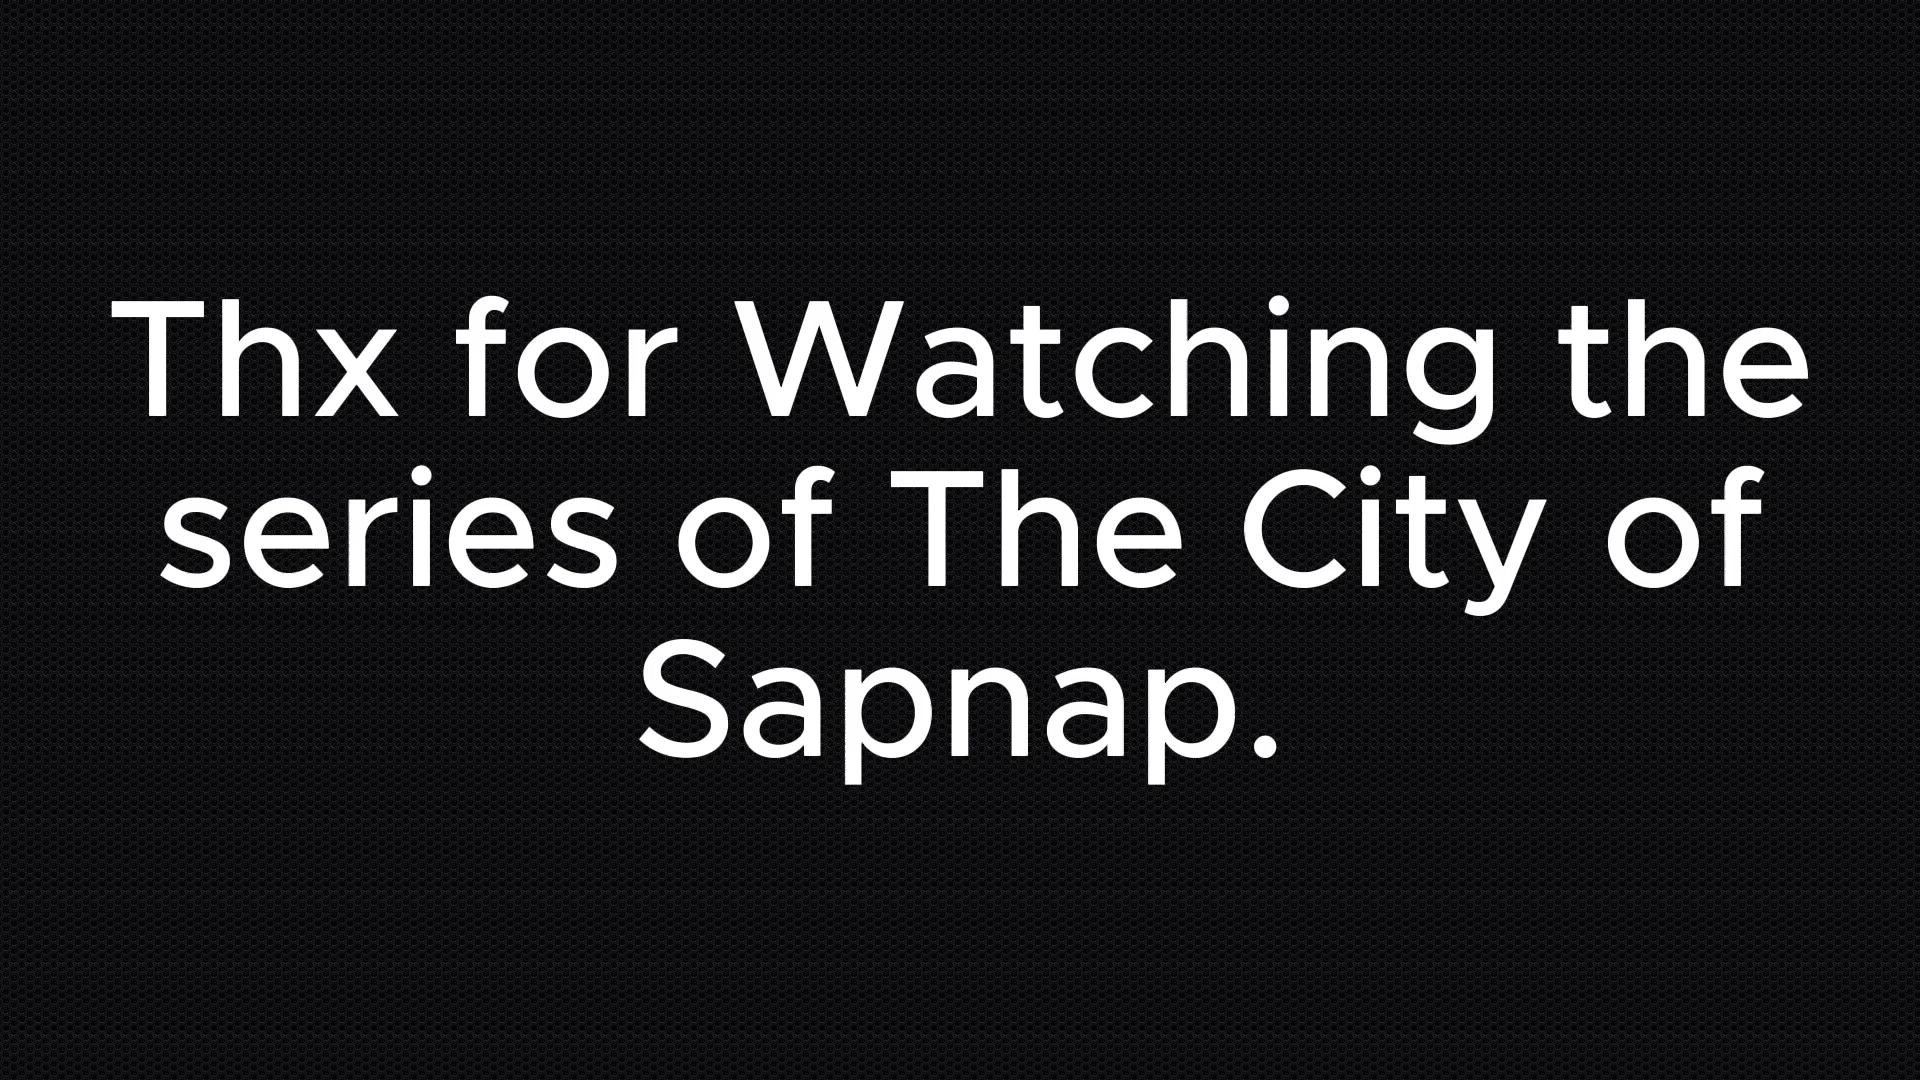 Thx for Watching the
series of The City of
Sapnap.